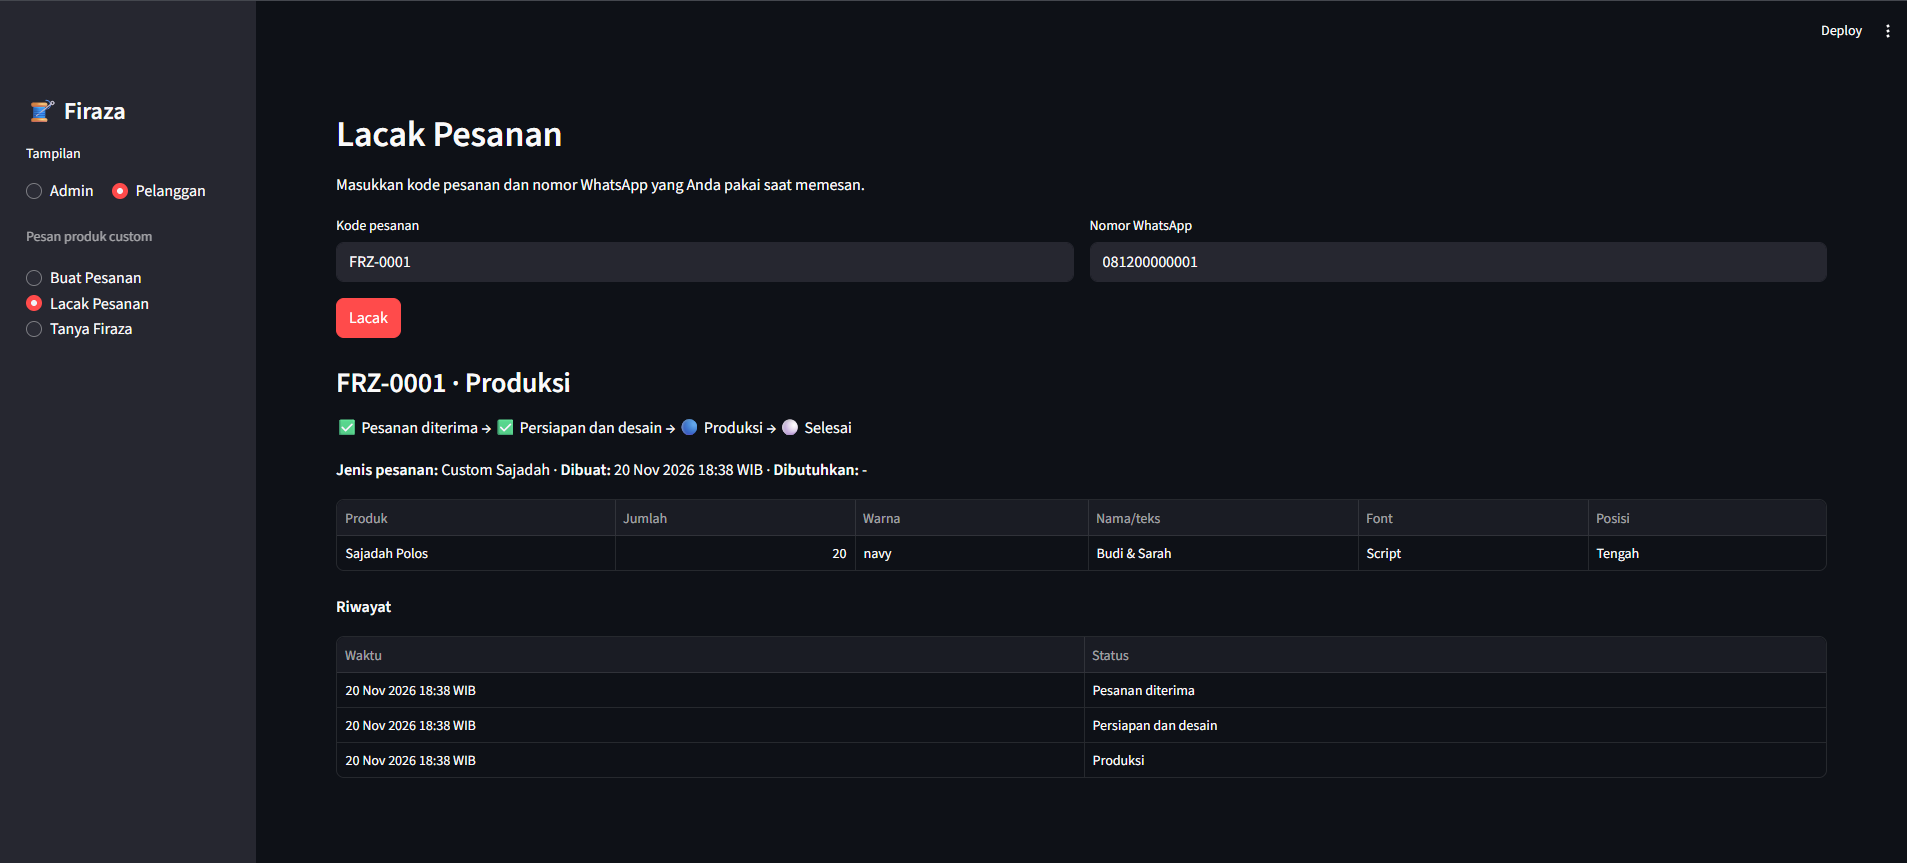 Deploy
Firaza
Tampilan
Admin Pelanggan
Pesan produk custom
Buat Pesanan
Lacak Pesanan
Tanya Firaza
Lacak Pesanan
Masukkan kode pesanan dan nomor WhatsApp yang Anda pakai saat memesan.
Kode pesanan Nomor WhatsApp
FRZ-0001 081200000001
Lacak
FRZ-0001 · Produksi
✅ Pesanan diterima → ✅ Persiapan dan desain → 🔵 Produksi → ⚪ Selesai
Jenis pesanan: Custom Sajadah · Dibuat: 20 Nov 2026 18:38 WIB · Dibutuhkan: -
Produk Jumlah Warna Nama/teks Font Posisi
Sajadah Polos 20 navy Budi & Sarah Script Tengah
Riwayat
Waktu Status
20 Nov 2026 18:38 WIB Pesanan diterima
20 Nov 2026 18:38 WIB Persiapan dan desain
20 Nov 2026 18:38 WIB Produksi